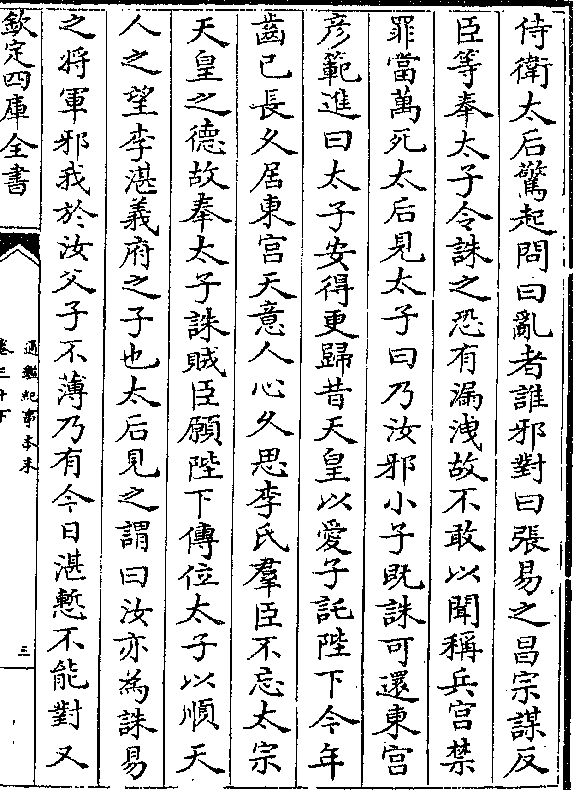 侍衛太后驚起問曰亂者誰邪對曰張易之昌宗謀反
臣等奉太子令誅之恐有漏洩故不敢以聞稱兵宮禁
罪當萬死太后見太子曰乃汝邪小子既誅可還東宮
彦範進曰太子安得更歸昔天皇以愛子託陛下今年
齒已長久居東宮天意人心久思李氏羣臣不忘太宗
天皇之德故奉太子誅賊臣願陛下傳位太子以順天
人之望李湛義府之子也太后見之謂曰汝亦為誅易
之將軍邪我於汝父子不薄乃有今日湛慙不能對又
欽定四庫全書
通鑑紀事本末
卷三十下
三